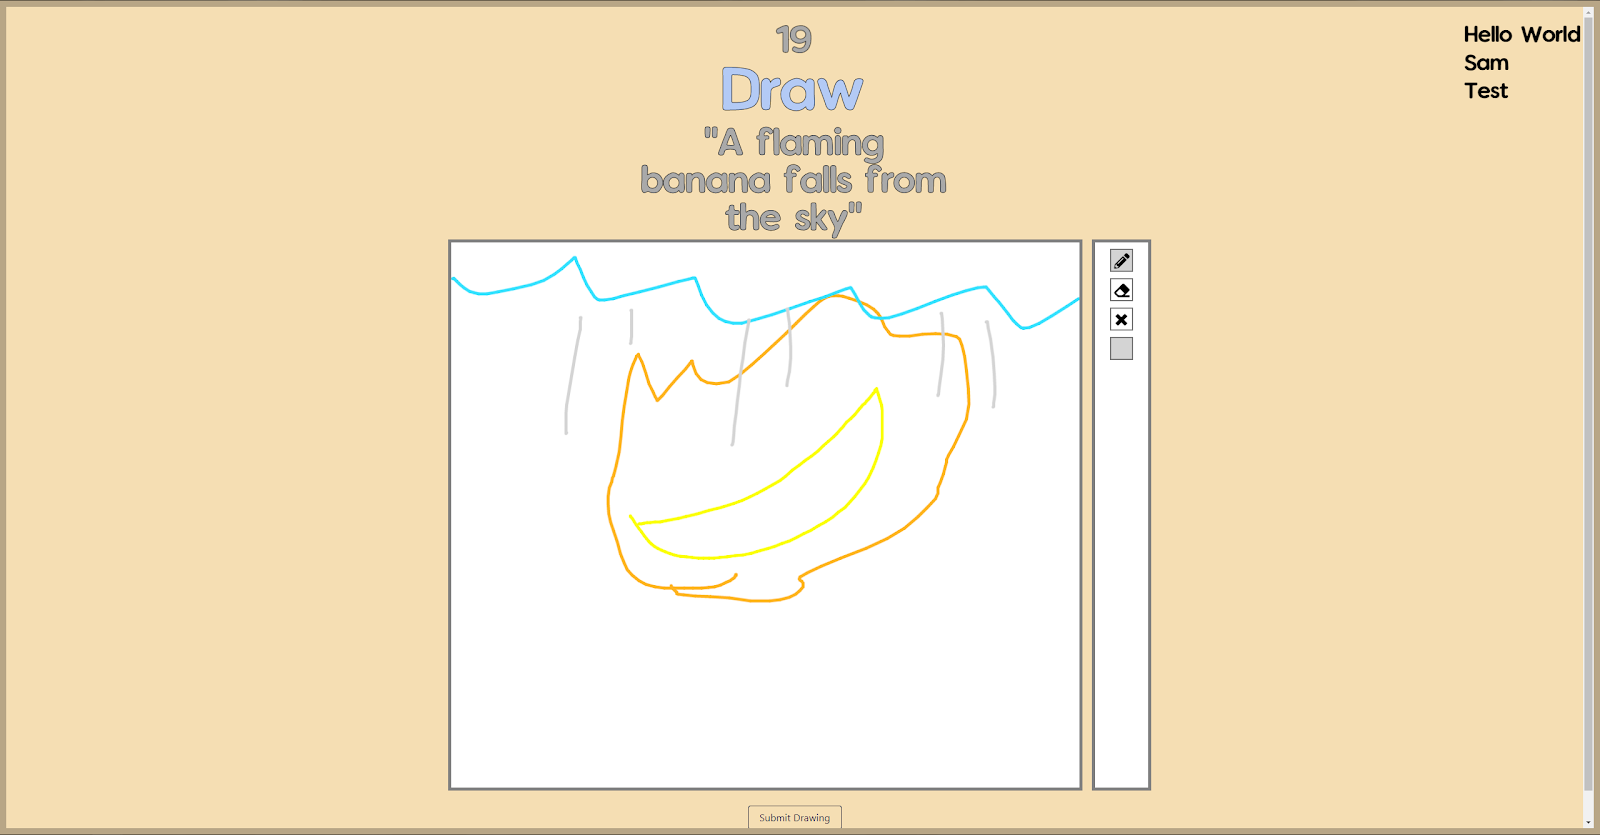 19
Draw
"A flaming
banana falls from
the sky"
Hello World
Sam
Test
Submit Drawing